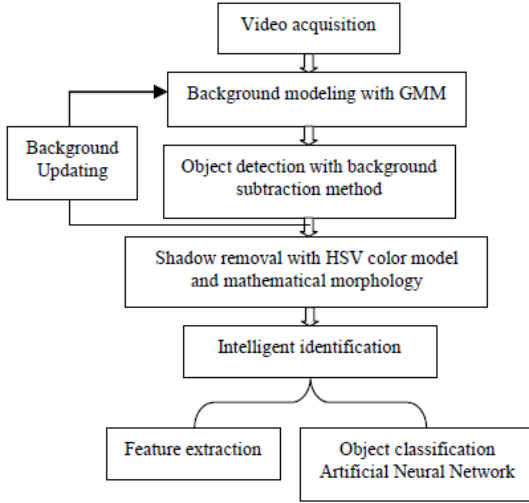 Video acquisition
Background modeling with GMM
Background
Updating
Object detection with background
subtraction method
Shadow removal with HSV color model
and mathematical morphology
Intelligent identification
Feature extraction
Object classification
Artificial Neural Network